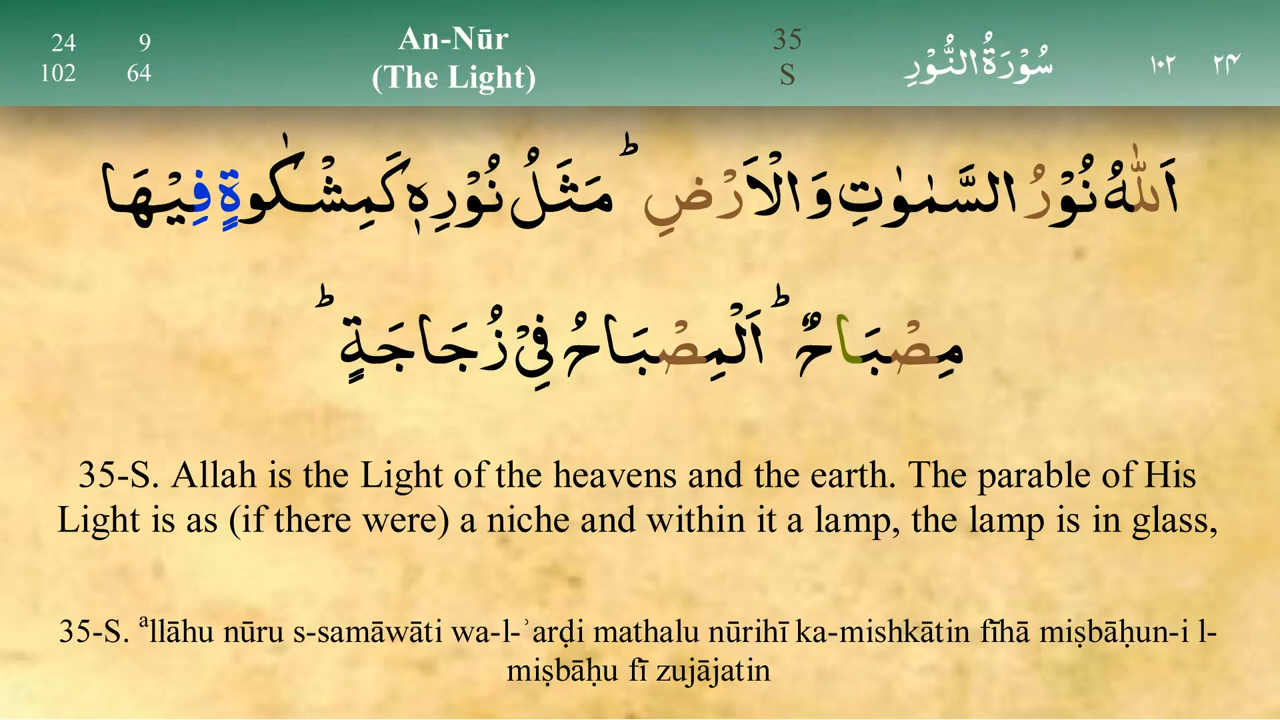 24 9
102 64
An-Nūr
(The Light)
35
S
سُوْرَةُ النُّوْرِ
١٠٢ ٢٤
اَللّٰهُ نُوْرُ السَّمٰوٰتِ وَالْاَرْضِ ؕ مَثَلُ نُوْرِهٖ كَمِشْكٰوةٍ فِيْهَا
مِصْبَاحٌ ؕ اَلْمِصْبَاحُ فِىْ زُجَاجَةٍ ؕ
35-S. Allah is the Light of the heavens and the earth. The parable of His
Light is as (if there were) a niche and within it a lamp, the lamp is in glass,
35-S. ᵃllāhu nūru s-samāwāti wa-l-ʾarḍi mathalu nūrihī ka-mishkātin fīhā miṣbāḥun-i l-
miṣbāḥu fī zujājatin